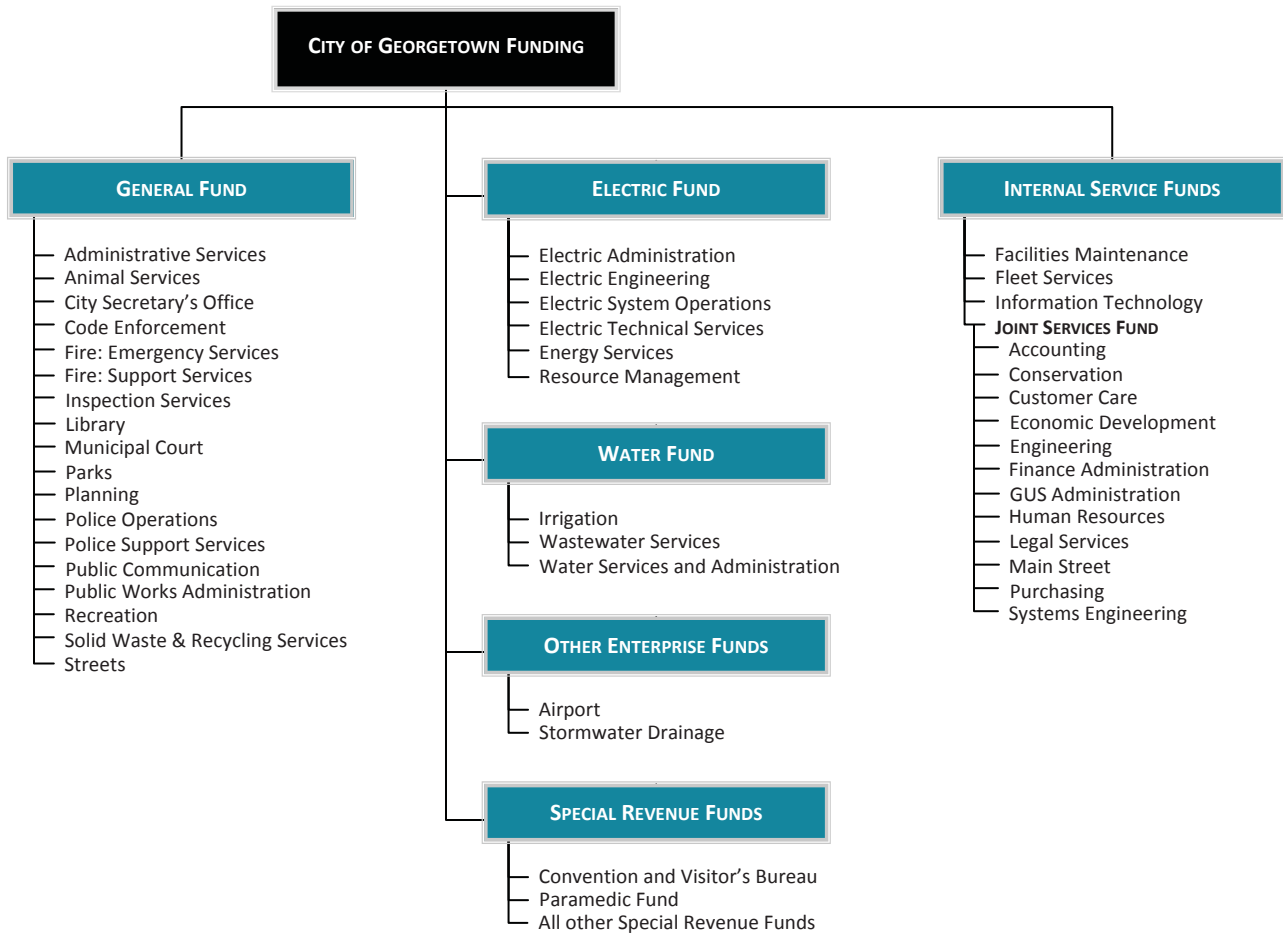 CITY OF GEORGETOWN FUNDING
GENERAL FUND
Administrative Services
Animal Services
City Secretary’s Office
Code Enforcement
Fire: Emergency Services
Fire: Support Services
Inspection Services
Library
Municipal Court
Parks
Planning
Police Operations
Police Support Services
Public Communication
Public Works Administration
Recreation
Solid Waste & Recycling Services
Streets
ELECTRIC FUND
Electric Administration
Electric Engineering
Electric System Operations
Electric Technical Services
Energy Services
Resource Management
WATER FUND
Irrigation
Wastewater Services
Water Services and Administration
OTHER ENTERPRISE FUNDS
Airport
Stormwater Drainage
SPECIAL REVENUE FUNDS
Convention and Visitor’s Bureau
Paramedic Fund
All other Special Revenue Funds
INTERNAL SERVICE FUNDS
Facilities Maintenance
Fleet Services
Information Technology
JOINT SERVICES FUND
Accounting
Conservation
Customer Care
Economic Development
Engineering
Finance Administration
GUS Administration
Human Resources
Legal Services
Main Street
Purchasing
Systems Engineering